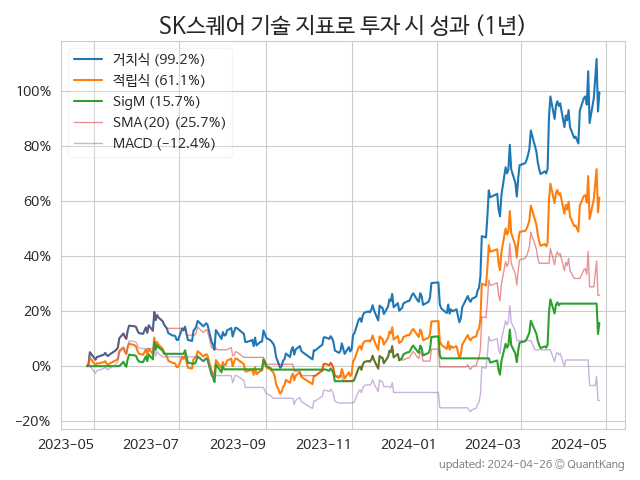 SK스퀘어 기술 지표로 투자 시 성과 (1년)
거치식 (99.2%)
적립식 (61.1%)
SigM (15.7%)
SMA(20) (25.7%)
MACD (−12.4%)
100%
80%
60%
40%
20%
0%
−20%
2023-05 2023-07 2023-09 2023-11 2024-01 2024-03 2024-05
updated: 2024-04-26 © QuantKang